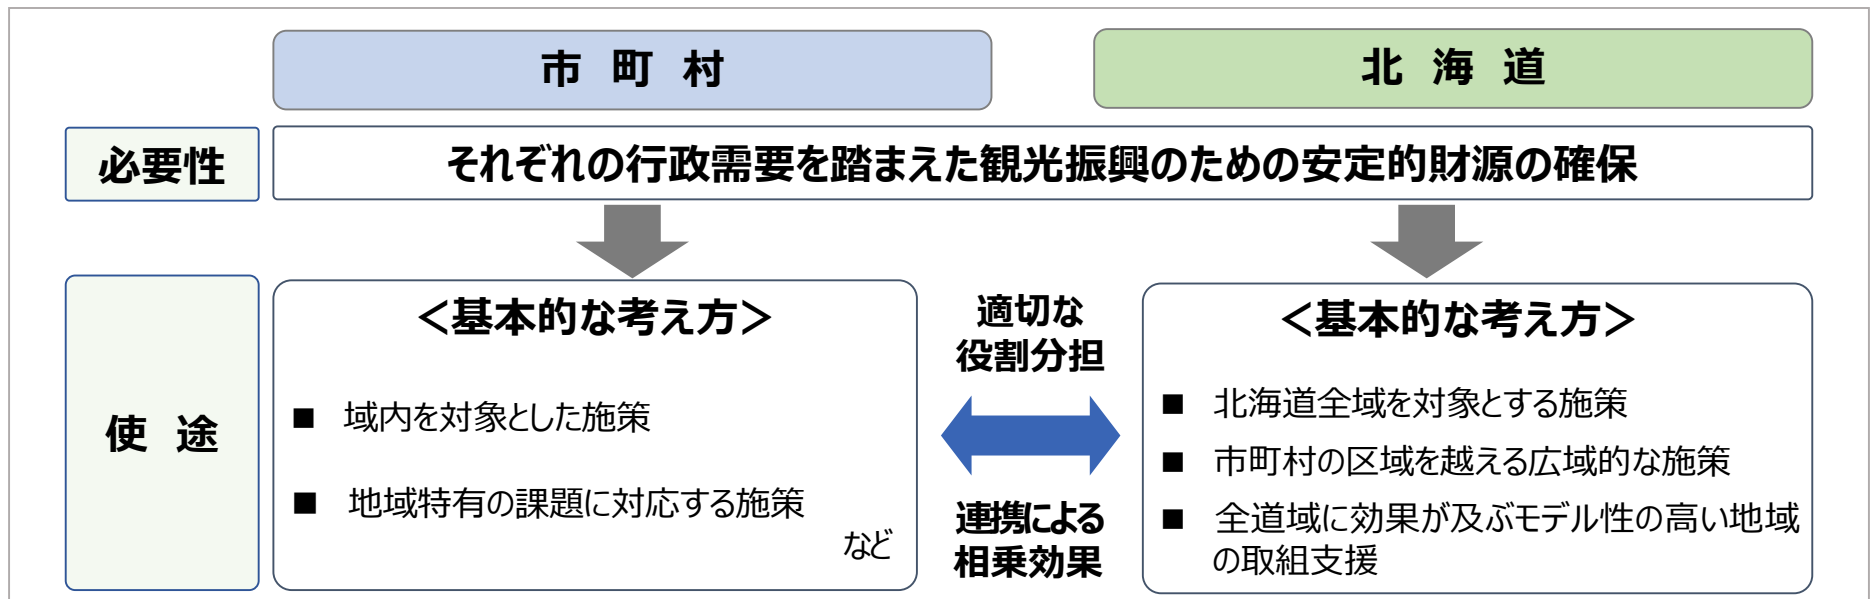 市 町 村
北 海 道
必要性
それぞれの行政需要を踏まえた観光振興のための安定的財源の確保
使 途
＜基本的な考え方＞
■ 域内を対象とした施策
■ 地域特有の課題に対応する施策
など
適切な
役割分担
連携による
相乗効果
＜基本的な考え方＞
■ 北海道全域を対象とする施策
■ 市町村の区域を越える広域的な施策
■ 全道域に効果が及ぶモデル性の高い地域
の取組支援